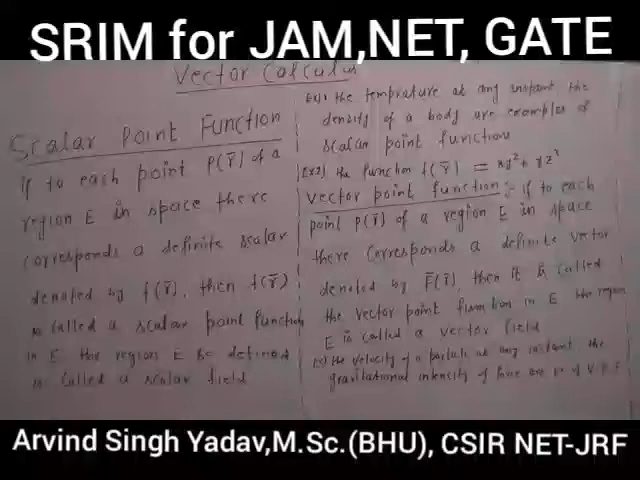 SRIM for JAM,NET, GATE
Vector Calculus
Scalar Point Function
if to each point P(r̄) of a
region E in space there
corresponds a definite scalar
denoted by f(r̄), then f(r̄)
is called a scalar point function
in E. the region E so defined
is called a scalar field
Ex1) the temprature at any instant the
density of a body are examples of
scalar point function
Ex2) the function f(r̄) = xy² + yz³
Vector point function :- if to each
point P(r̄) of a region E in space
there corresponds a definite vector
denoted by F̄(r̄), then it is called
the vector point function in E the region
E is called a vector field
the velocity of a particle at any instant the
gravitational intensity of force are of V.P.F
Arvind Singh Yadav,M.Sc.(BHU), CSIR NET-JRF